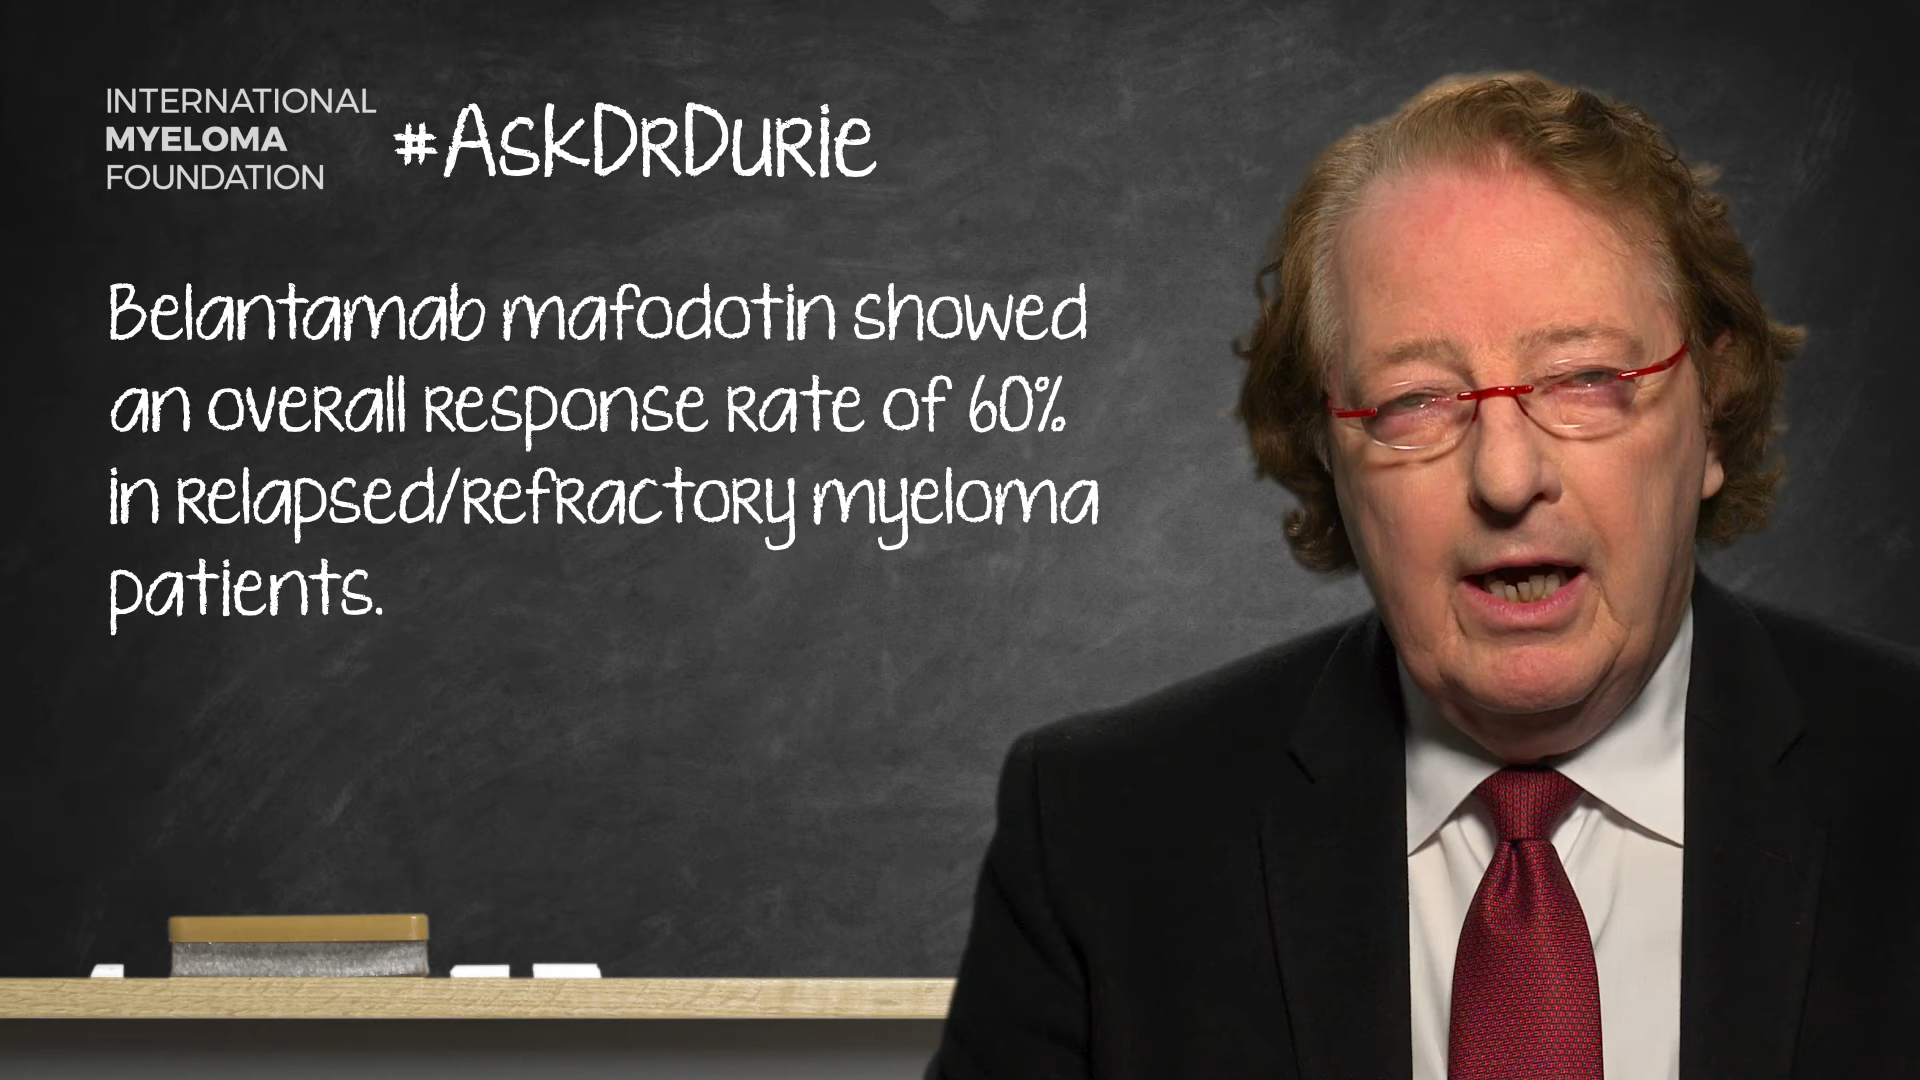 INTERNATIONAL
MYELOMA
FOUNDATION
#AskDRDuRie
Belantamab mafodotin showed
an overall response rate of 60%
in relapsed/refractory myeloma
patients.